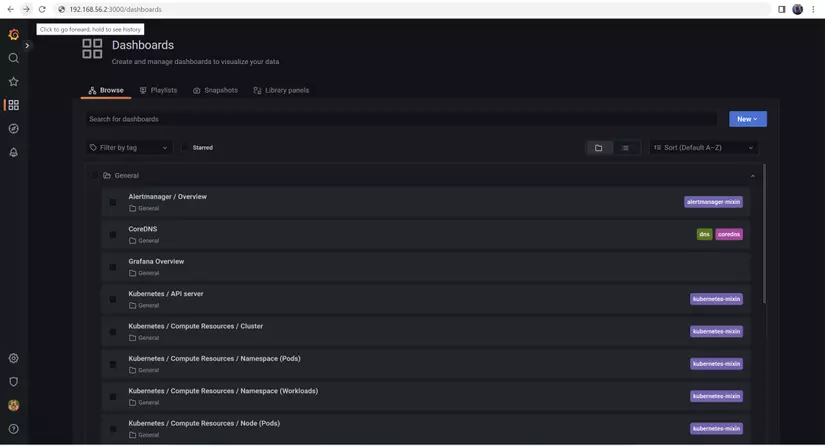 192.168.56.2:3000/dashboards
Click to go forward, hold to see history
Dashboards
Create and manage dashboards to visualize your data
Browse
Playlists
Snapshots
Library panels
Search for dashboards
New
Filter by tag
Starred
Sort (Default A–Z)
General
Alertmanager / Overview
General
alertmanager-mixin
CoreDNS
General
dns
coredns
Grafana Overview
General
Kubernetes / API server
General
kubernetes-mixin
Kubernetes / Compute Resources / Cluster
General
kubernetes-mixin
Kubernetes / Compute Resources / Namespace (Pods)
General
kubernetes-mixin
Kubernetes / Compute Resources / Namespace (Workloads)
General
kubernetes-mixin
Kubernetes / Compute Resources / Node (Pods)
General
kubernetes-mixin